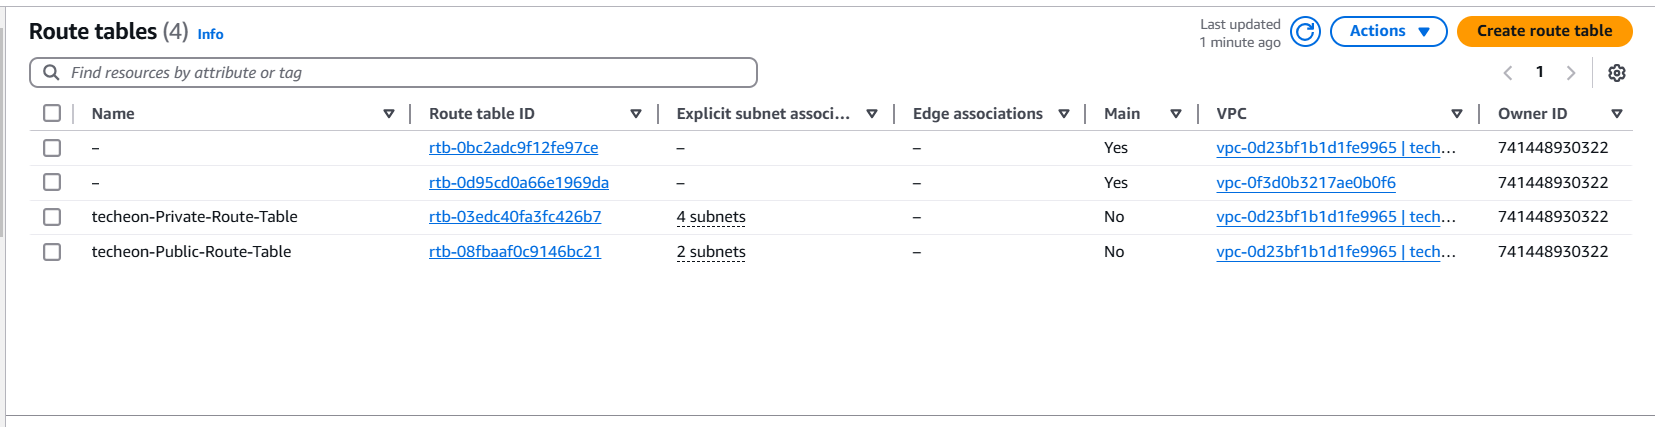 Route tables (4) Info
Last updated
1 minute ago
Actions
Create route table
Find resources by attribute or tag
1
Name Route table ID Explicit subnet associ... Edge associations Main VPC Owner ID
– rtb-0bc2adc9f12fe97ce – – Yes vpc-0d23bf1b1d1fe9965 | tech... 741448930322
– rtb-0d95cd0a66e1969da – – Yes vpc-0f3d0b3217ae0b0f6 741448930322
techeon-Private-Route-Table rtb-03edc40fa3fc426b7 4 subnets – No vpc-0d23bf1b1d1fe9965 | tech... 741448930322
techeon-Public-Route-Table rtb-08fbaaf0c9146bc21 2 subnets – No vpc-0d23bf1b1d1fe9965 | tech... 741448930322